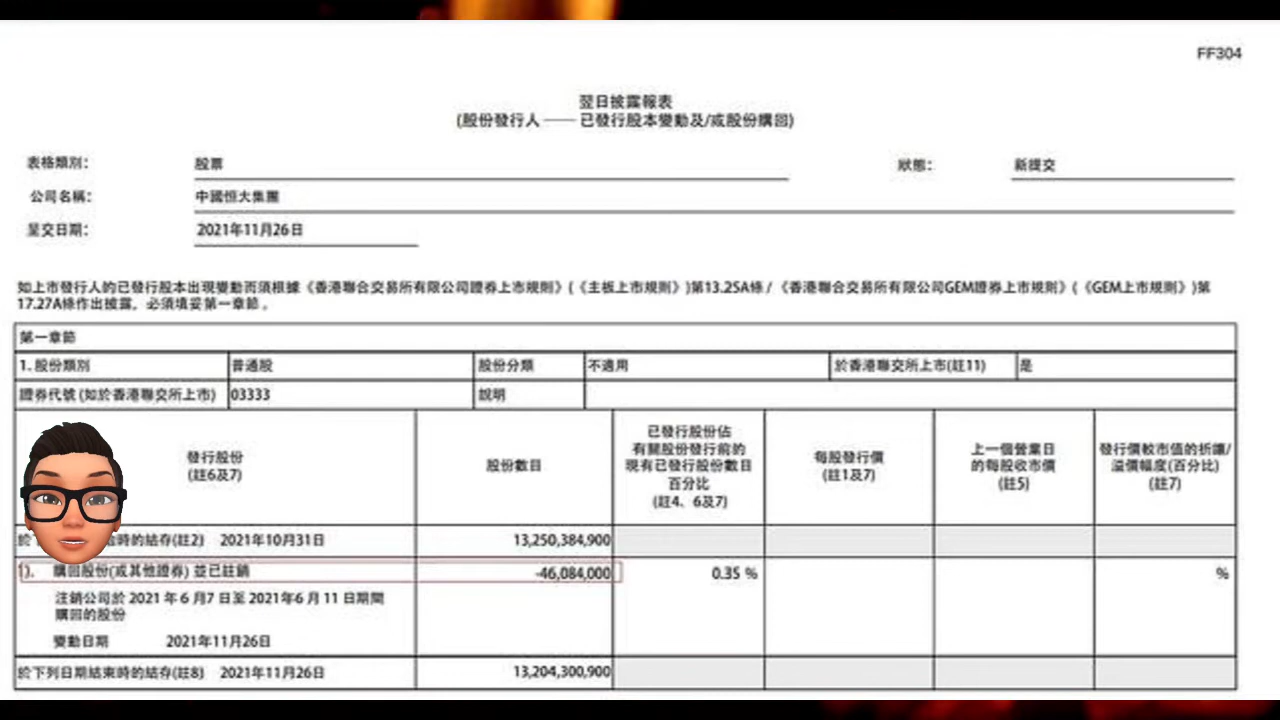 FF304
翌日披露報表
(股份發行人 —— 已發行股本變動及/或股份購回)
表格類別： 股票 狀態： 新提交
公司名稱： 中國恒大集團
呈交日期： 2021年11月26日
如上市發行人的已發行股本出現變動而須根據《香港聯合交易所有限公司證券上市規則》(《主板上市規則》)第13.25A條 /《香港聯合交易所有限公司GEM證券上市規則》(《GEM上市規則》)第
17.27A條作出披露，必須填妥第一章節。
第一章節
1. 股份類別 普通股 股份分類 不適用 於香港聯交所上市(註11) 是
證券代號 (如於香港聯交所上市) 03333 說明
發行股份
(註6及7)
股份數目
已發行股份佔
有關股份發行前的
現有已發行股份數目
百分比
(註4、6及7)
每股發行價
(註1及7)
上一個營業日
的每股收市價
(註5)
發行價較市值的折讓/
溢價幅度(百分比)
(註7)
於 時的結存(註2) 2021年10月31日 13,250,384,900
1). 購回股份(或其他證券) 並已註銷 -46,084,000 0.35 % %
注銷公司於 2021 年 6 月7 日至 2021年6 月 11 日期間
購回的股份
變動日期 2021年11月26日
於下列日期結束時的結存(註8) 2021年11月26日 13,204,300,900